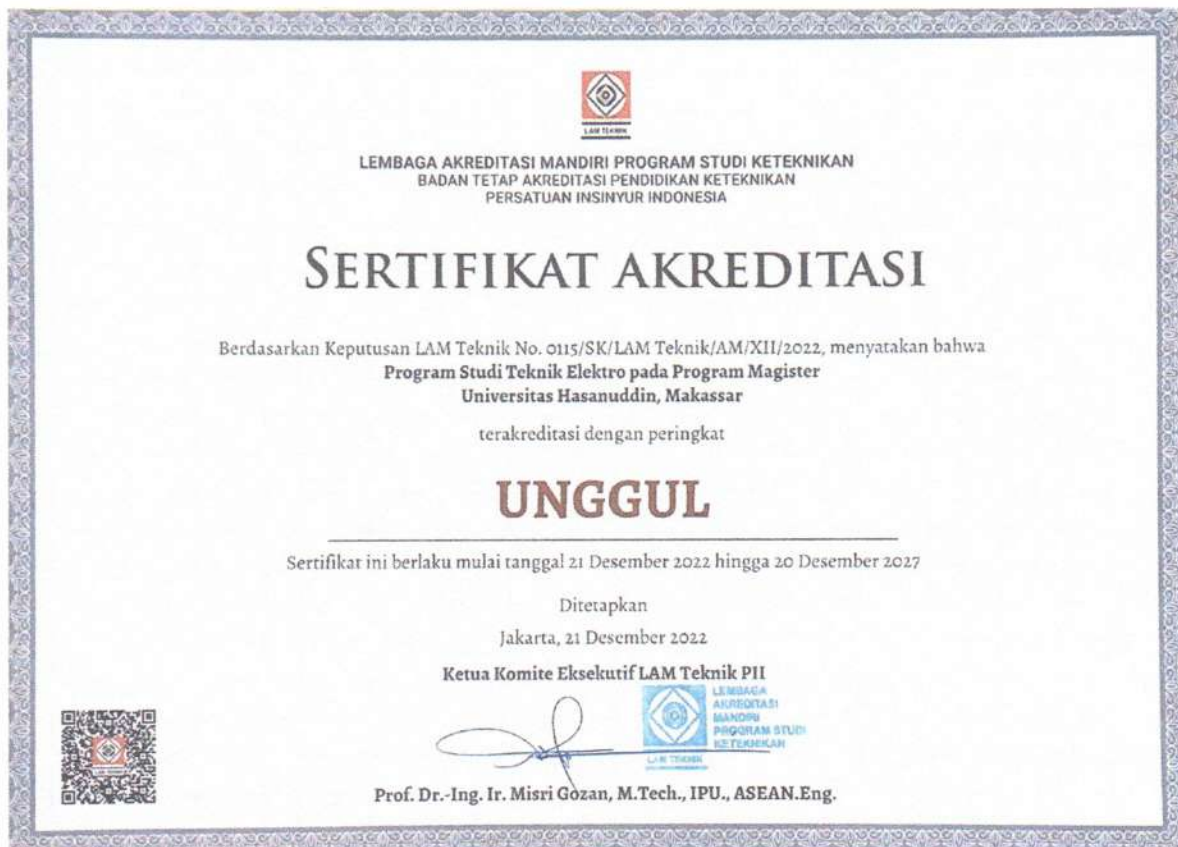 LAM TEKNIK
LEMBAGA AKREDITASI MANDIRI PROGRAM STUDI KETEKNIKAN
BADAN TETAP AKREDITASI PENDIDIKAN KETEKNIKAN
PERSATUAN INSINYUR INDONESIA
SERTIFIKAT AKREDITASI
Berdasarkan Keputusan LAM Teknik No. 0115/SK/LAM Teknik/AM/XII/2022, menyatakan bahwa
Program Studi Teknik Elektro pada Program Magister
Universitas Hasanuddin, Makassar
terakreditasi dengan peringkat
UNGGUL
Sertifikat ini berlaku mulai tanggal 21 Desember 2022 hingga 20 Desember 2027
Ditetapkan
Jakarta, 21 Desember 2022
Ketua Komite Eksekutif LAM Teknik PII
LEMBAGA
AKREDITASI
MANDIRI
PROGRAM STUDI
KETEKNIKAN
LAM TEKNIK
LAM TEKNIK
Prof. Dr.-Ing. Ir. Misri Gozan, M.Tech., IPU., ASEAN.Eng.